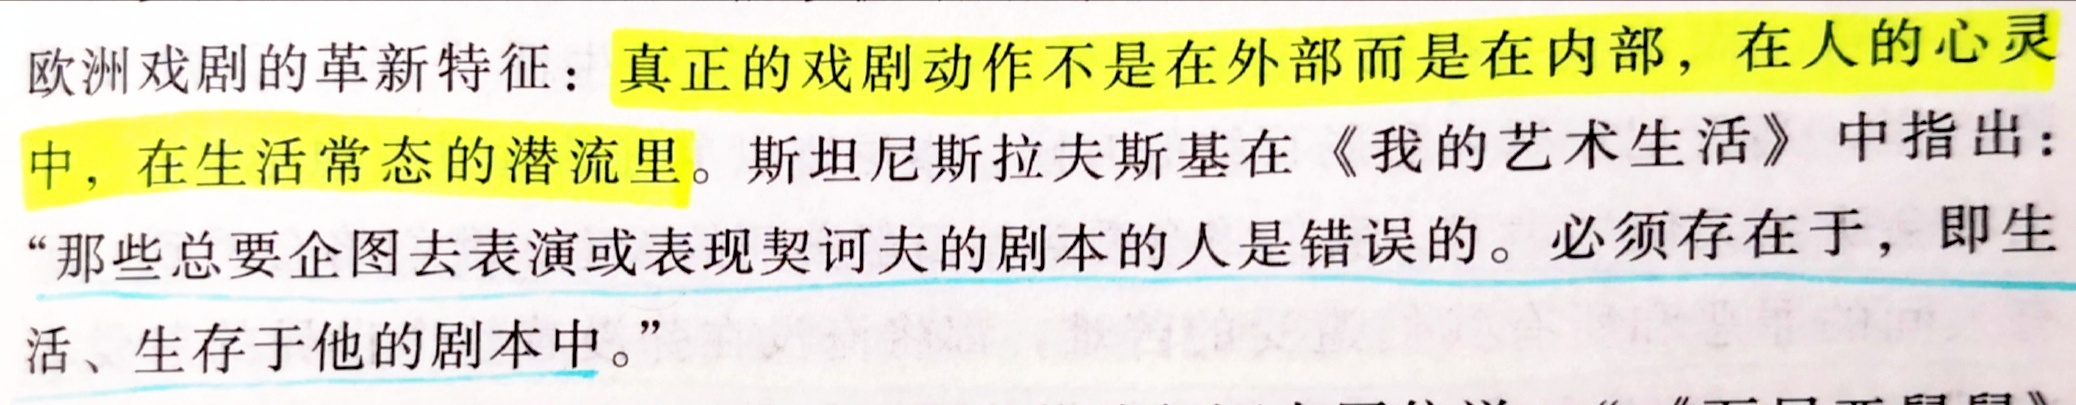 欧洲戏剧的革新特征：真正的戏剧动作不是在外部而是在内部，在人的心灵
中，在生活常态的潜流里。斯坦尼斯拉夫斯基在《我的艺术生活》中指出：
“那些总要企图去表演或表现契诃夫的剧本的人是错误的。必须存在于，即生
活、生存于他的剧本中。”